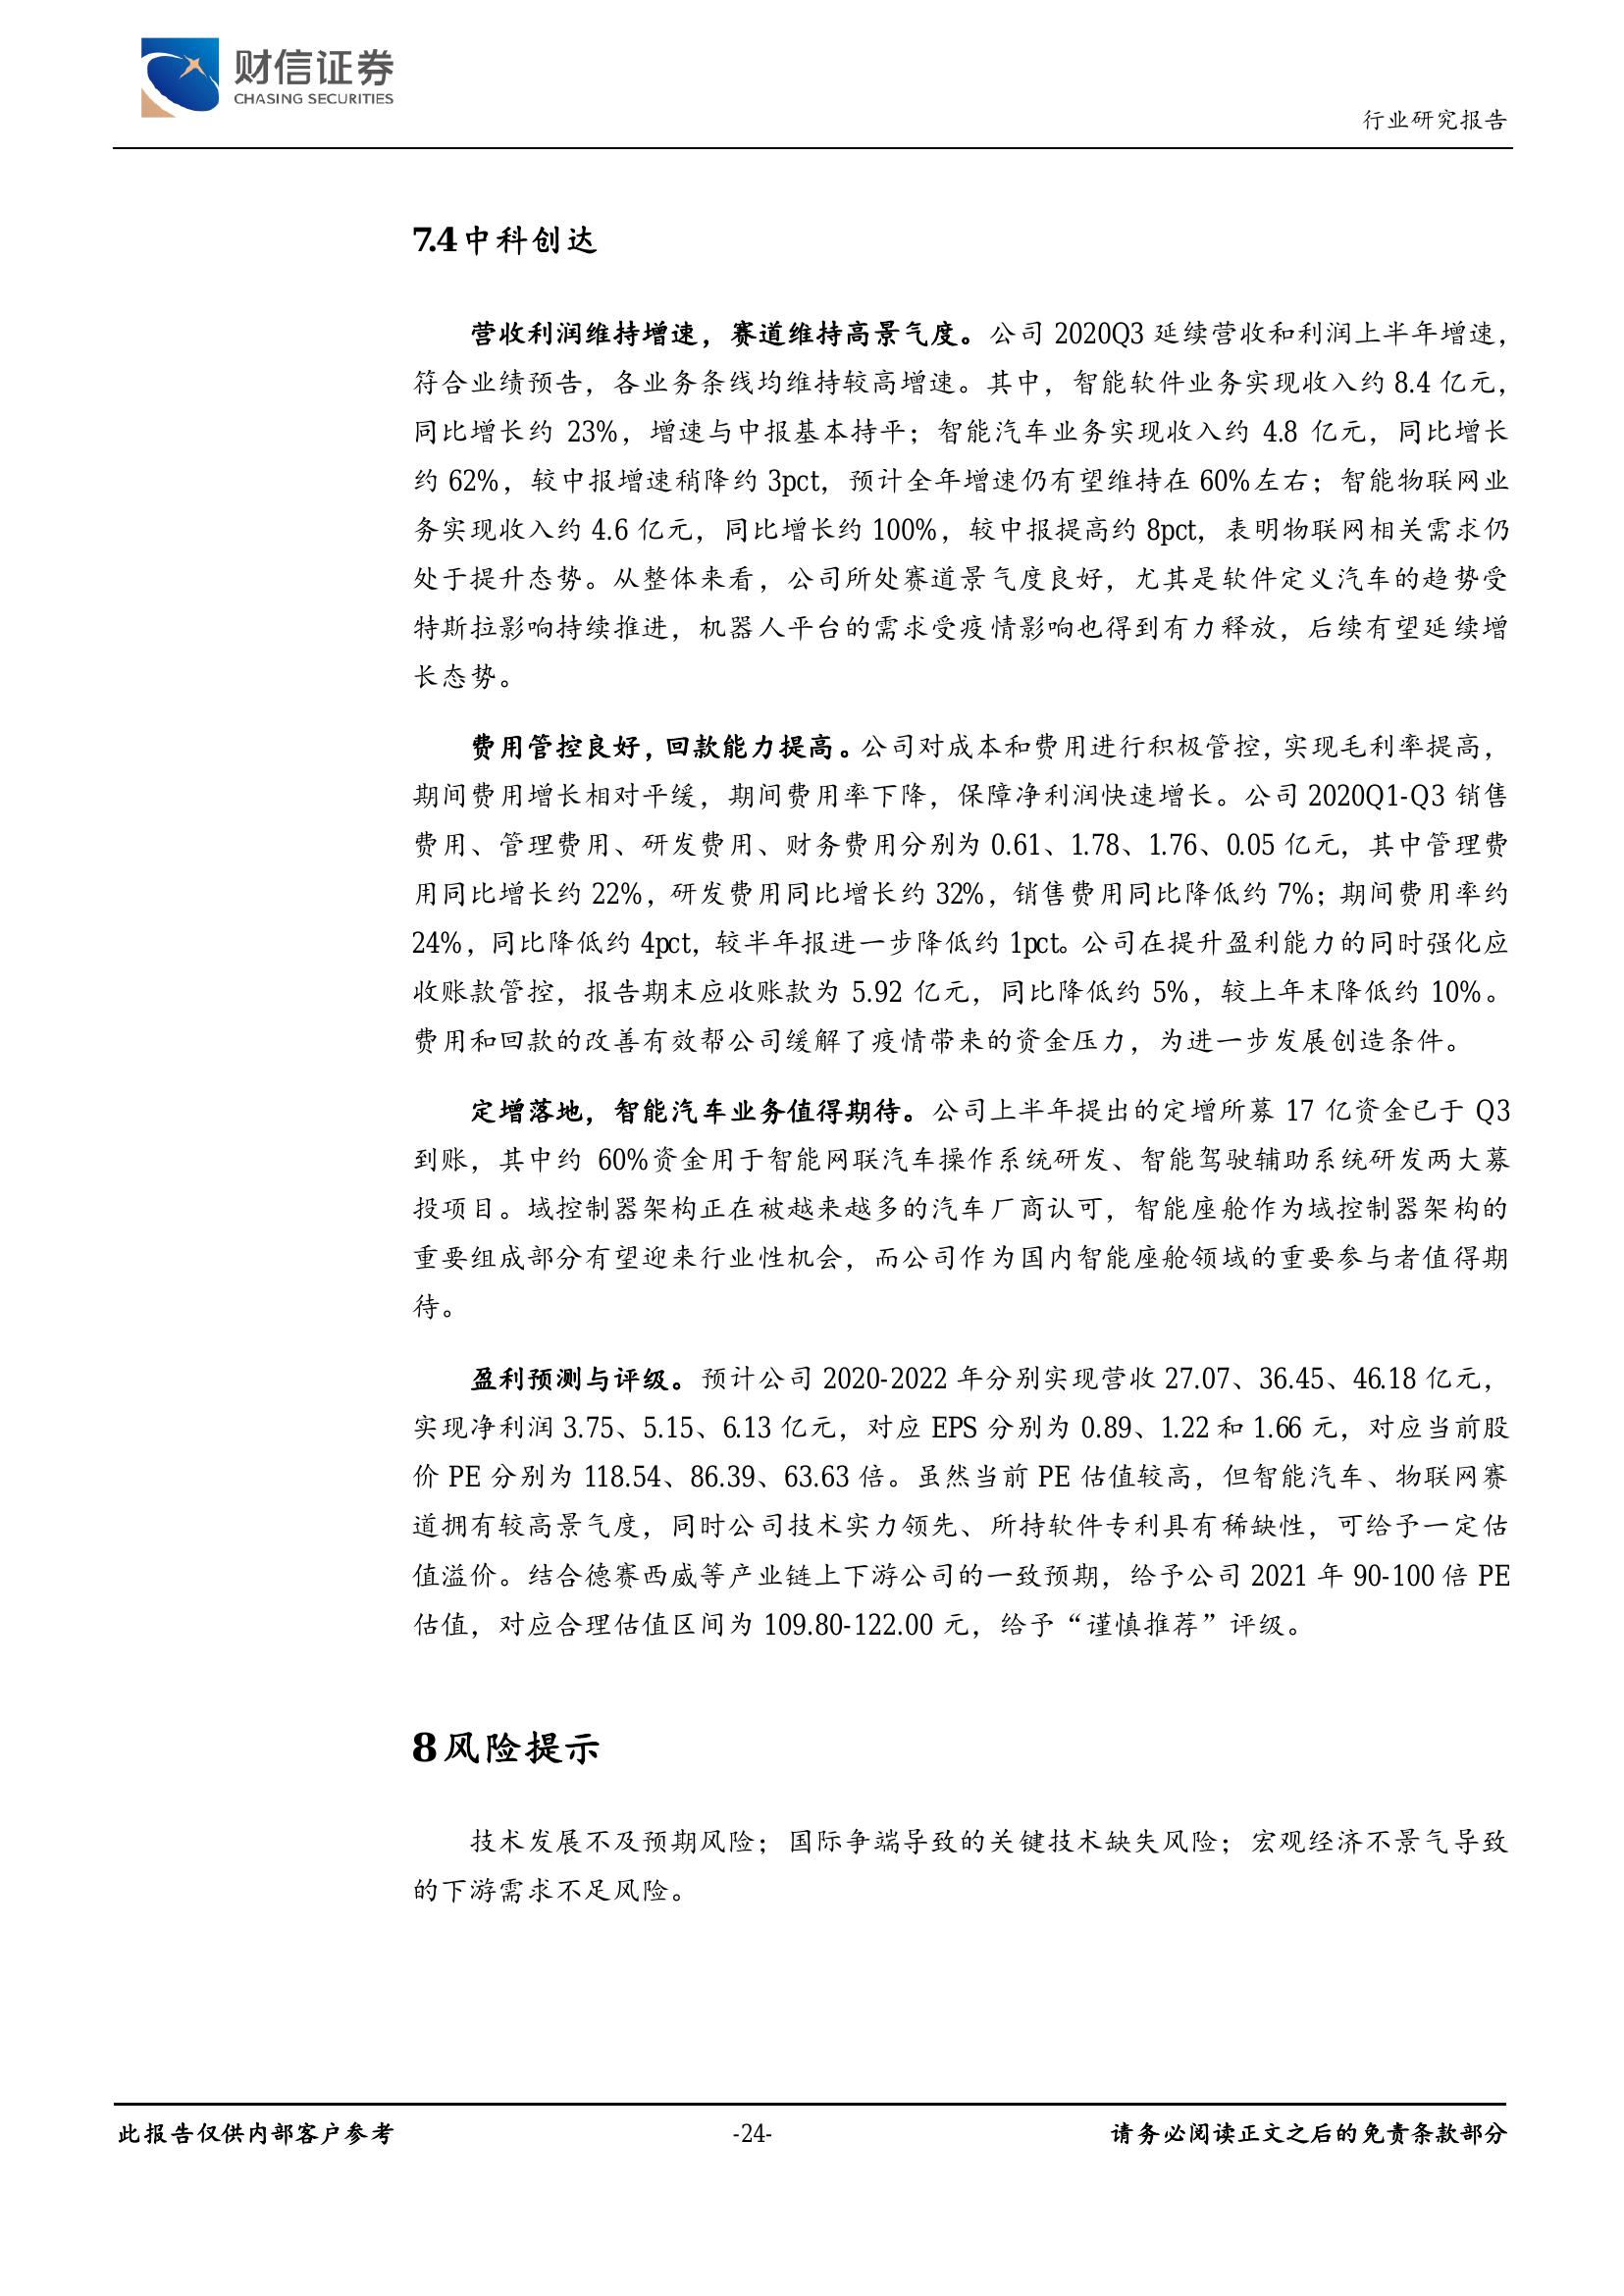 财信证券
CHASING SECURITIES
行业研究报告
7.4 中科创达
营收利润维持增速，赛道维持高景气度。公司 2020Q3 延续营收和利润上半年增速，
符合业绩预告，各业务条线均维持较高增速。其中，智能软件业务实现收入约 8.4 亿元，
同比增长约 23%，增速与中报基本持平；智能汽车业务实现收入约 4.8 亿元，同比增长
约 62%，较中报增速稍降约 3pct，预计全年增速仍有望维持在 60%左右；智能物联网业
务实现收入约 4.6 亿元，同比增长约 100%，较中报提高约 8pct，表明物联网相关需求仍
处于提升态势。从整体来看，公司所处赛道景气度良好，尤其是软件定义汽车的趋势受
特斯拉影响持续推进，机器人平台的需求受疫情影响也得到有力释放，后续有望延续增
长态势。
费用管控良好，回款能力提高。公司对成本和费用进行积极管控，实现毛利率提高，
期间费用增长相对平缓，期间费用率下降，保障净利润快速增长。公司 2020Q1-Q3 销售
费用、管理费用、研发费用、财务费用分别为 0.61、1.78、1.76、0.05 亿元，其中管理费
用同比增长约 22%，研发费用同比增长约 32%，销售费用同比降低约 7%；期间费用率约
24%，同比降低约 4pct，较半年报进一步降低约 1pct。公司在提升盈利能力的同时强化应
收账款管控，报告期末应收账款为 5.92 亿元，同比降低约 5%，较上年末降低约 10%。
费用和回款的改善有效帮公司缓解了疫情带来的资金压力，为进一步发展创造条件。
定增落地，智能汽车业务值得期待。公司上半年提出的定增所募 17 亿资金已于 Q3
到账，其中约 60%资金用于智能网联汽车操作系统研发、智能驾驶辅助系统研发两大募
投项目。域控制器架构正在被越来越多的汽车厂商认可，智能座舱作为域控制器架构的
重要组成部分有望迎来行业性机会，而公司作为国内智能座舱领域的重要参与者值得期
待。
盈利预测与评级。预计公司 2020-2022 年分别实现营收 27.07、36.45、46.18 亿元，
实现净利润 3.75、5.15、6.13 亿元，对应 EPS 分别为 0.89、1.22 和 1.66 元，对应当前股
价 PE 分别为 118.54、86.39、63.63 倍。虽然当前 PE 估值较高，但智能汽车、物联网赛
道拥有较高景气度，同时公司技术实力领先、所持软件专利具有稀缺性，可给予一定估
值溢价。结合德赛西威等产业链上下游公司的一致预期，给予公司 2021 年 90-100 倍 PE
估值，对应合理估值区间为 109.80-122.00 元，给予“谨慎推荐”评级。
8 风险提示
技术发展不及预期风险；国际争端导致的关键技术缺失风险；宏观经济不景气导致
的下游需求不足风险。
此报告仅供内部客户参考
-24-
请务必阅读正文之后的免责条款部分